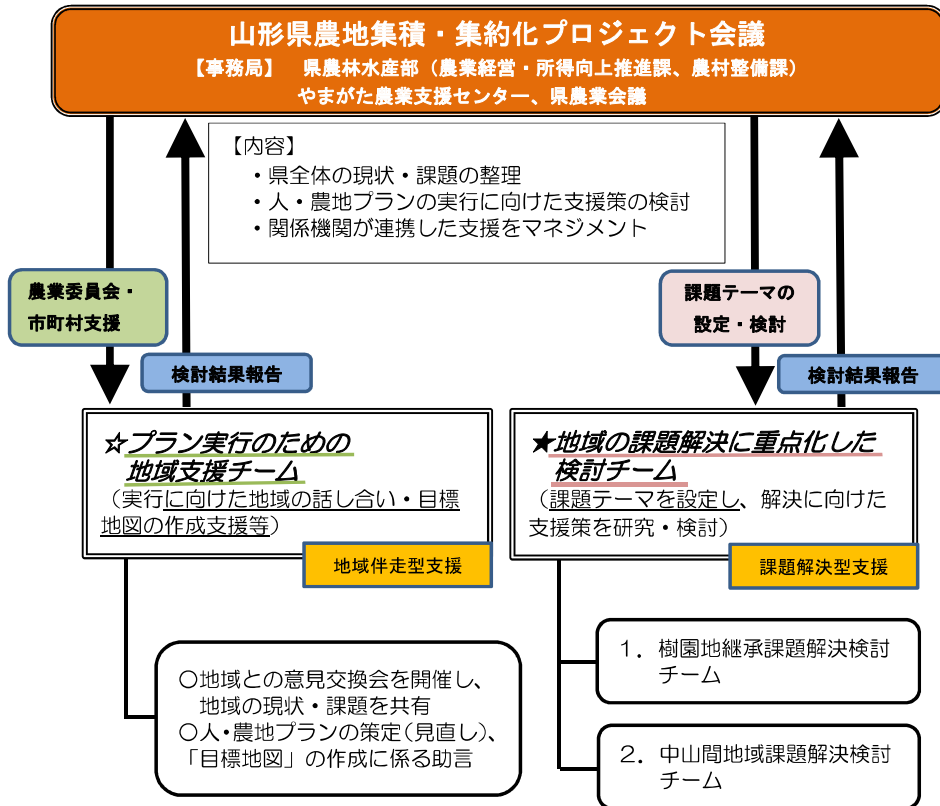 山形県農地集積・集約化プロジェクト会議
【事務局】　県農林水産部（農業経営・所得向上推進課、農村整備課）
やまがた農業支援センター、県農業会議
【内容】
・県全体の現状・課題の整理
・人・農地プランの実行に向けた支援策の検討
・関係機関が連携した支援をマネジメント
農業委員会・
市町村支援
課題テーマの
設定・検討
検討結果報告
検討結果報告
☆プラン実行のための
地域支援チーム
（実行に向けた地域の話し合い・目標
地図の作成支援等）
地域伴走型支援
★地域の課題解決に重点化した
検討チーム
（課題テーマを設定し、解決に向けた
支援策を研究・検討）
課題解決型支援
○地域との意見交換会を開催し、
地域の現状・課題を共有
○人・農地プランの策定(見直し)、
「目標地図」の作成に係る助言
１．樹園地継承課題解決検討
チーム
２．中山間地域課題解決検討
チーム